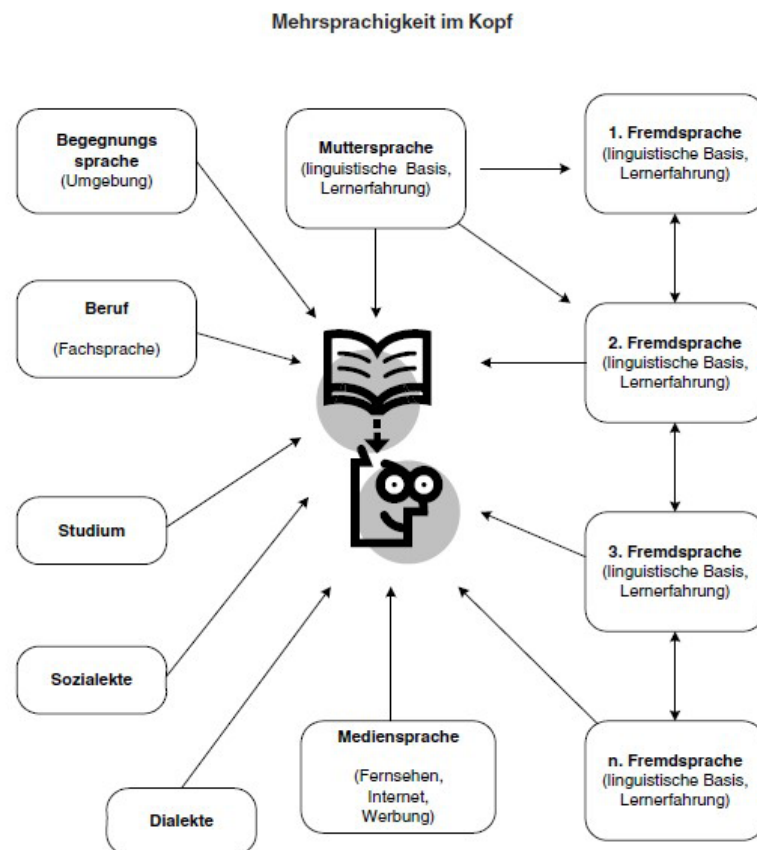 Mehrsprachigkeit im Kopf
Begegnungs
sprache
(Umgebung)
Muttersprache
(linguistische Basis,
Lernerfahrung)
1. Fremdsprache
(linguistische Basis,
Lernerfahrung)
Beruf
(Fachsprache)
2. Fremdsprache
(linguistische Basis,
Lernerfahrung)
Studium
3. Fremdsprache
(linguistische Basis,
Lernerfahrung)
Sozialekte
Mediensprache
(Fernsehen,
Internet,
Werbung)
n. Fremdsprache
(linguistische Basis,
Lernerfahrung)
Dialekte